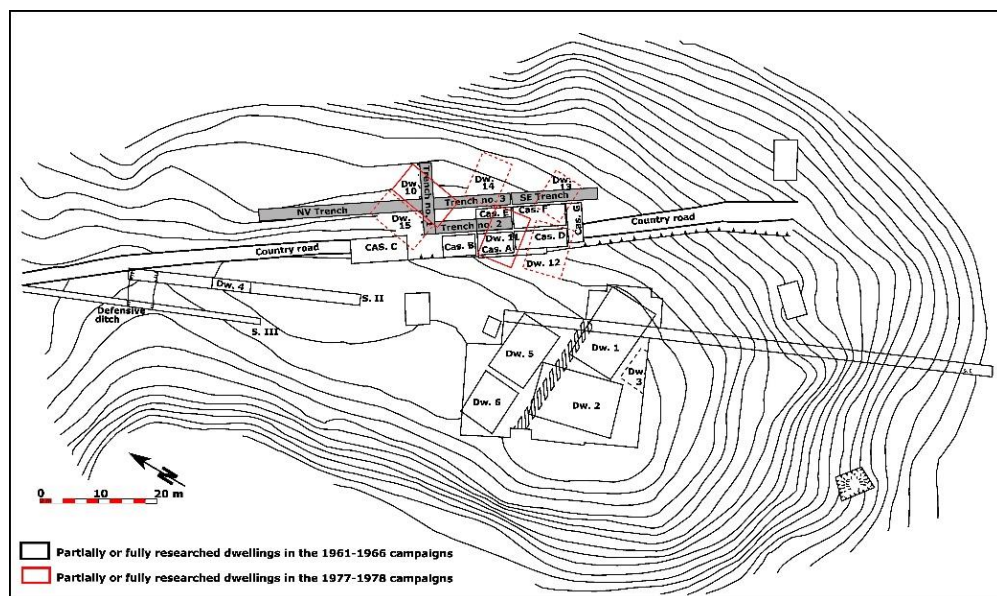 Dw.
10
Trench no. 1
Dw.
14
Dw.
13
Trench no. 3
SE Trench
NV Trench
Cas. E
Cas. F
Cas. G
Dw.
15
Trench no. 2
Country road
Country road
CAS. C
Cas. B
Dw. 11
Cas. A
Cas. D
Dw. 12
Dw. 4
S. II
Defensive
ditch
S. III
Dw. 1
Dw. 5
Dw.
3
Dw. 6
Dw. 2
N
0 10 20 m
Partially or fully researched dwellings in the 1961-1966 campaigns
Partially or fully researched dwellings in the 1977-1978 campaigns